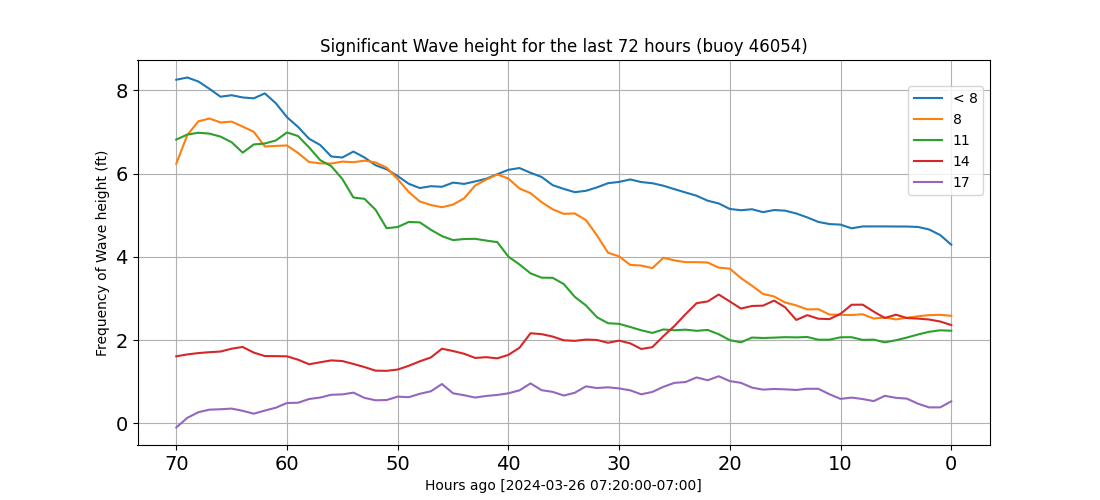 Significant Wave height for the last 72 hours (buoy 46054)
Frequency of Wave height (ft)
8
6
4
2
0
< 8
8
11
14
17
70 60 50 40 30 20 10 0
Hours ago [2024-03-26 07:20:00-07:00]